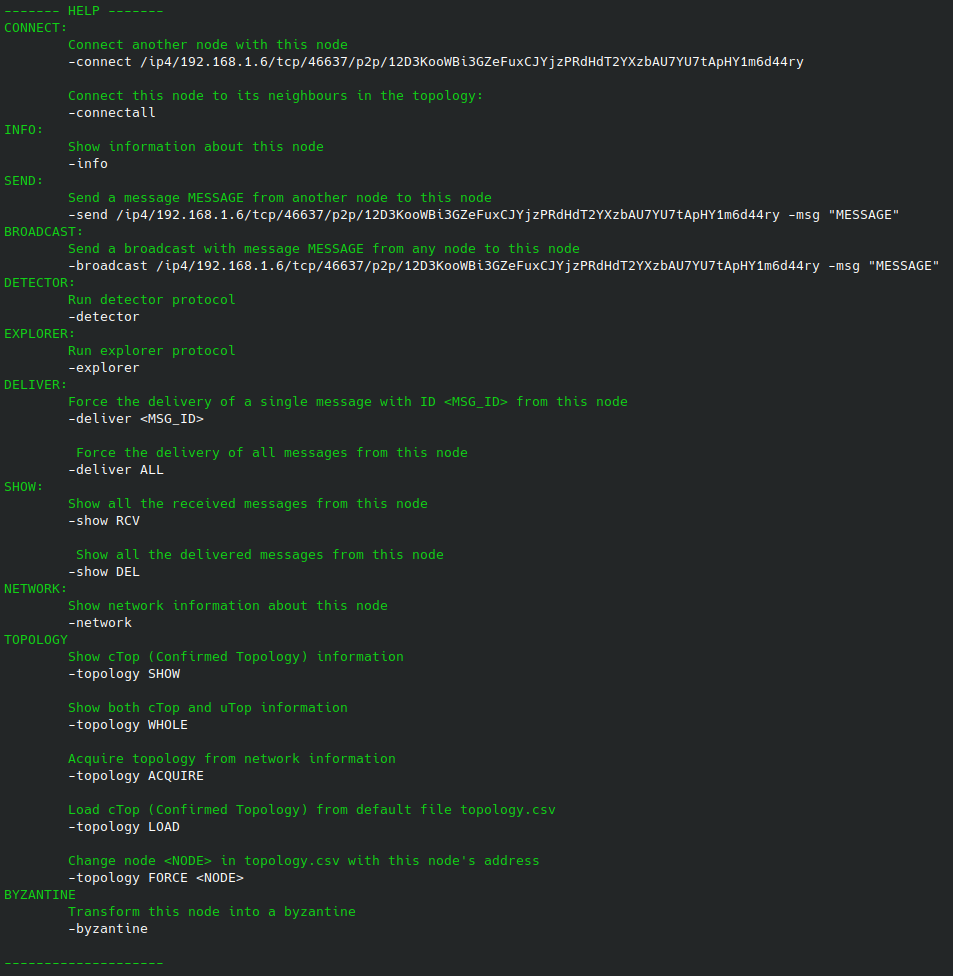 ------- HELP -------
CONNECT:
Connect another node with this node
-connect /ip4/192.168.1.6/tcp/46637/p2p/12D3KooWBi3GZeFuxCJYjzPRdHdT2YXzbAU7YU7tApHY1m6d44ry
Connect this node to its neighbours in the topology:
-connectall
INFO:
Show information about this node
-info
SEND:
Send a message MESSAGE from another node to this node
-send /ip4/192.168.1.6/tcp/46637/p2p/12D3KooWBi3GZeFuxCJYjzPRdHdT2YXzbAU7YU7tApHY1m6d44ry -msg "MESSAGE"
BROADCAST:
Send a broadcast with message MESSAGE from any node to this node
-broadcast /ip4/192.168.1.6/tcp/46637/p2p/12D3KooWBi3GZeFuxCJYjzPRdHdT2YXzbAU7YU7tApHY1m6d44ry -msg "MESSAGE"
DETECTOR:
Run detector protocol
-detector
EXPLORER:
Run explorer protocol
-explorer
DELIVER:
Force the delivery of a single message with ID <MSG_ID> from this node
-deliver <MSG_ID>
Force the delivery of all messages from this node
-deliver ALL
SHOW:
Show all the received messages from this node
-show RCV
Show all the delivered messages from this node
-show DEL
NETWORK:
Show network information about this node
-network
TOPOLOGY
Show cTop (Confirmed Topology) information
-topology SHOW
Show both cTop and uTop information
-topology WHOLE
Acquire topology from network information
-topology ACQUIRE
Load cTop (Confirmed Topology) from default file topology.csv
-topology LOAD
Change node <NODE> in topology.csv with this node's address
-topology FORCE <NODE>
BYZANTINE
Transform this node into a byzantine
-byzantine
--------------------